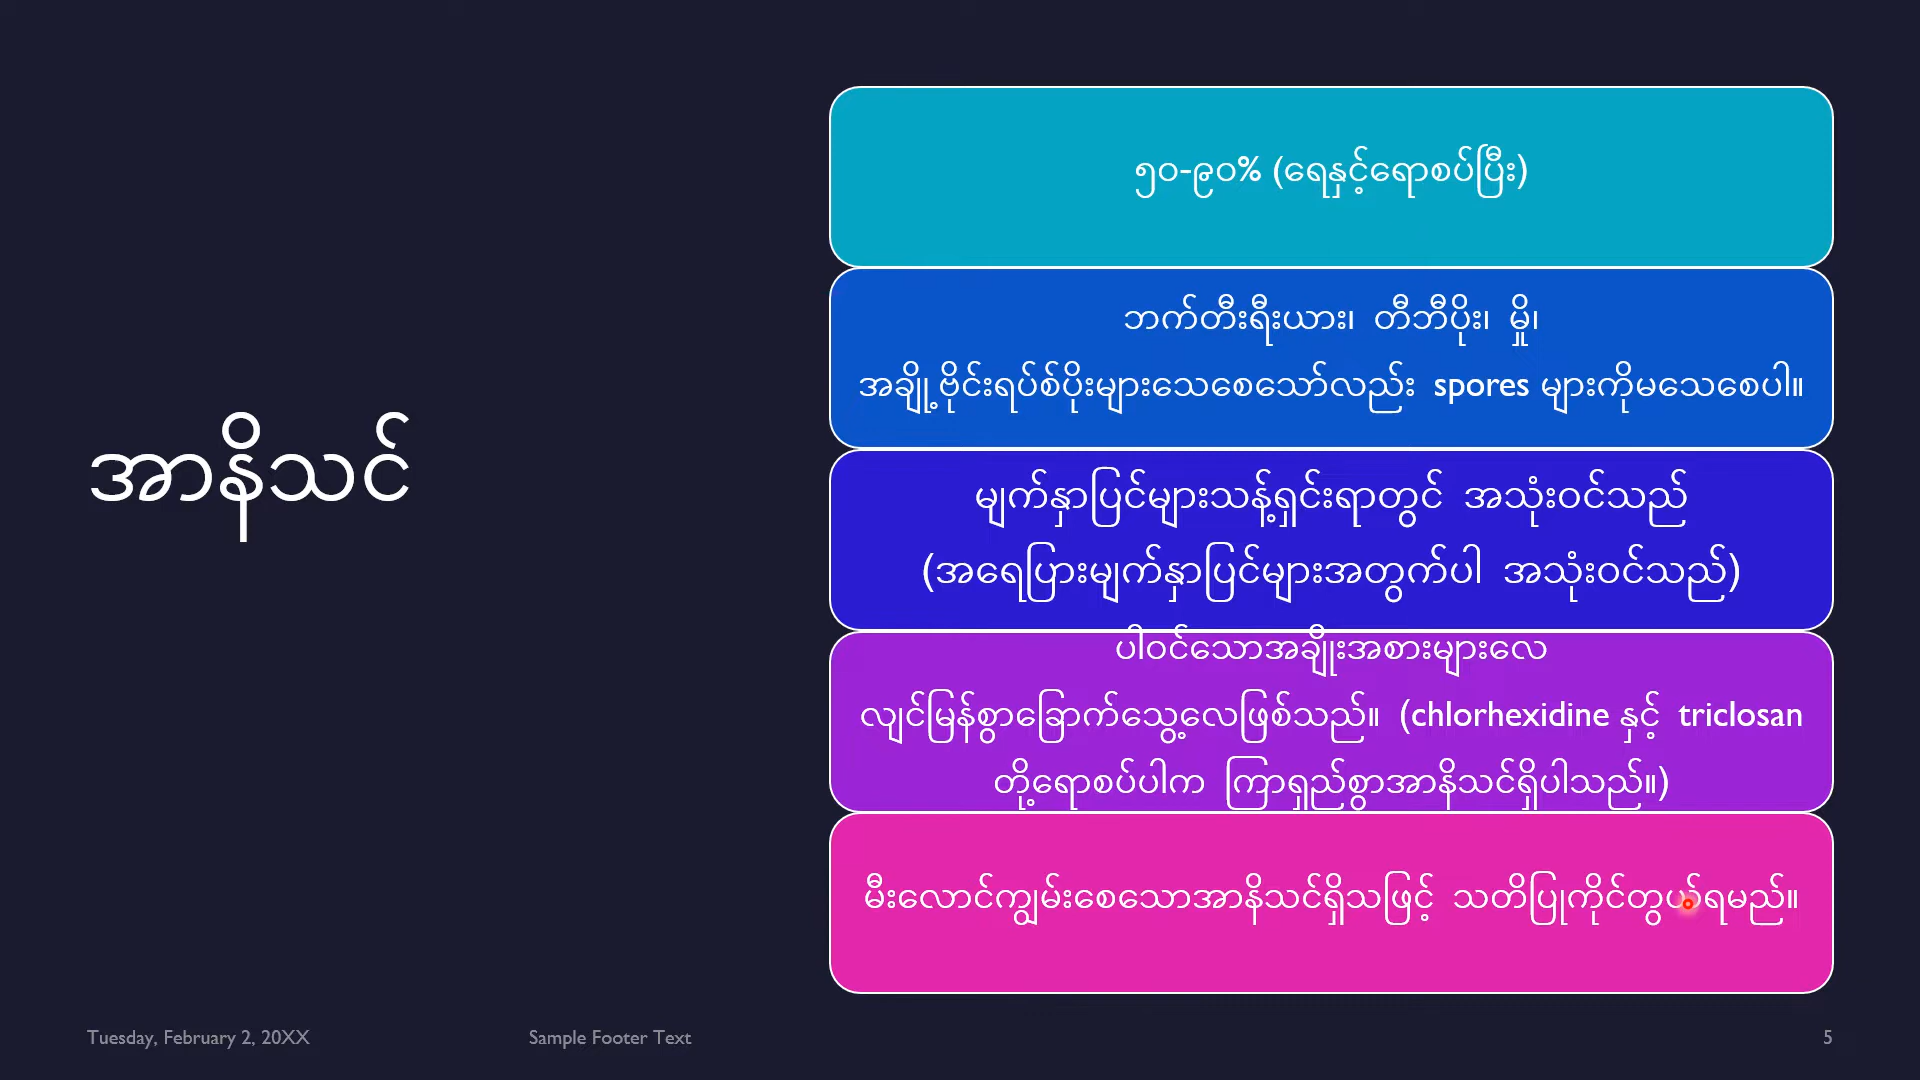 အာနိသင်
၅၀-၉၀% (ရေနှင့်ရောစပ်ပြီး)
ဘက်တီးရီးယား၊ တီဘီပိုး၊ မှို၊
အချို့ဗိုင်းရပ်စ်ပိုးများသေစေသော်လည်း spores များကိုမသေစေပါ။
မျက်နှာပြင်များသန့်ရှင်းရာတွင် အသုံးဝင်သည်
(အရေပြားမျက်နှာပြင်များအတွက်ပါ အသုံးဝင်သည်)
ပါဝင်သောအချိုးအစားများလေ
လျင်မြန်စွာခြောက်သွေ့လေဖြစ်သည်။ (chlorhexidine နှင့် triclosan
တို့ရောစပ်ပါက ကြာရှည်စွာအာနိသင်ရှိပါသည်။)
မီးလောင်ကျွမ်းစေသောအာနိသင်ရှိသဖြင့် သတိပြုကိုင်တွယ်ရမည်။
Tuesday, February 2, 20XX
Sample Footer Text
5